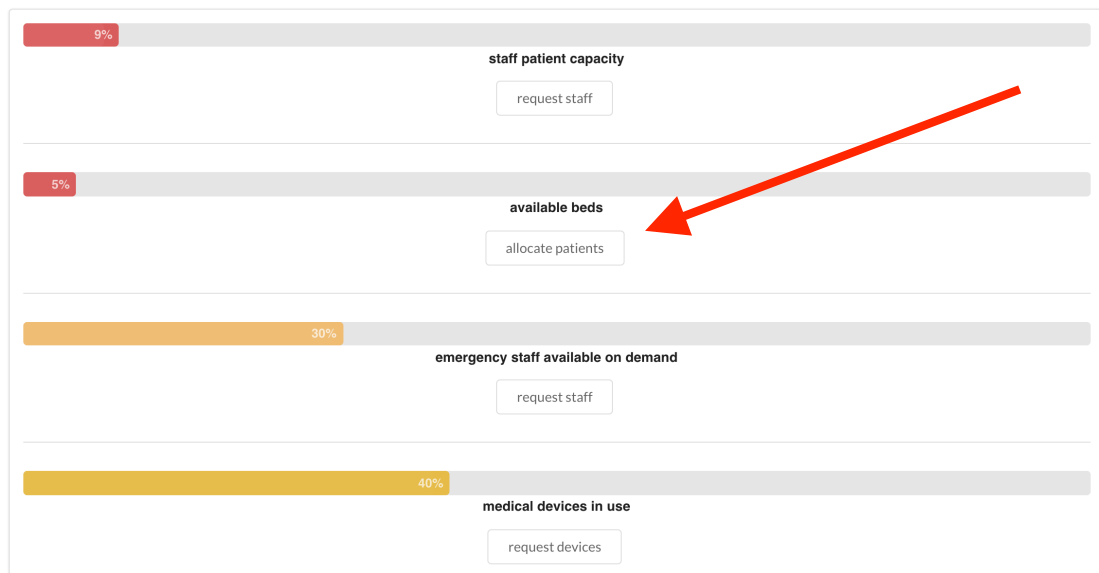 9%
staff patient capacity
request staff
5%
available beds
allocate patients
30%
emergency staff available on demand
request staff
40%
medical devices in use
request devices